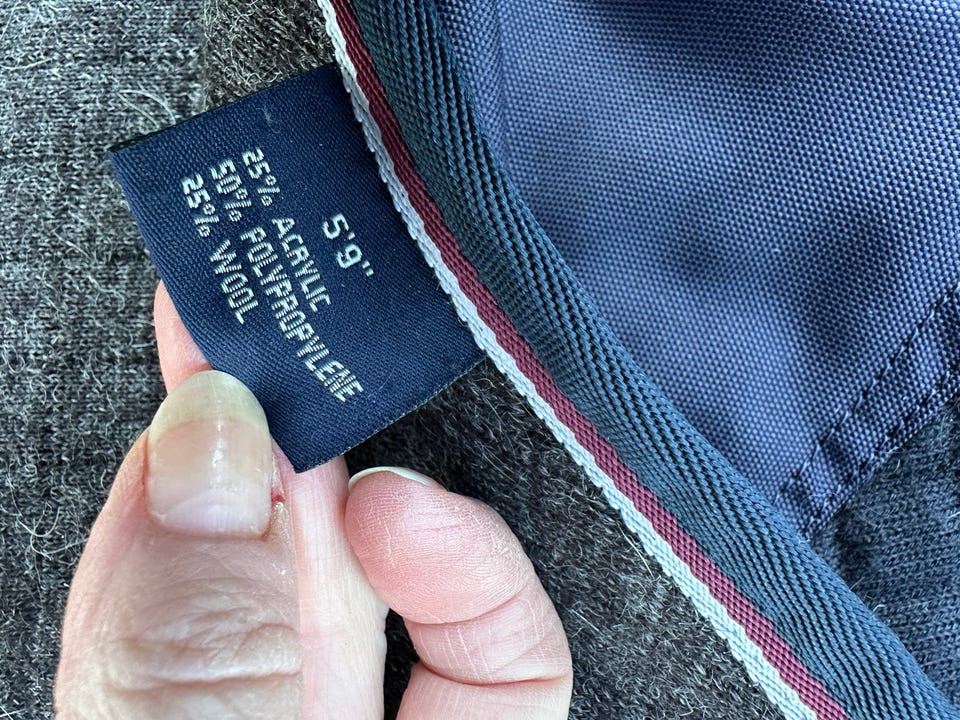 5'9"
25% ACRYLIC
50% POLYPROPYLENE
25% WOOL